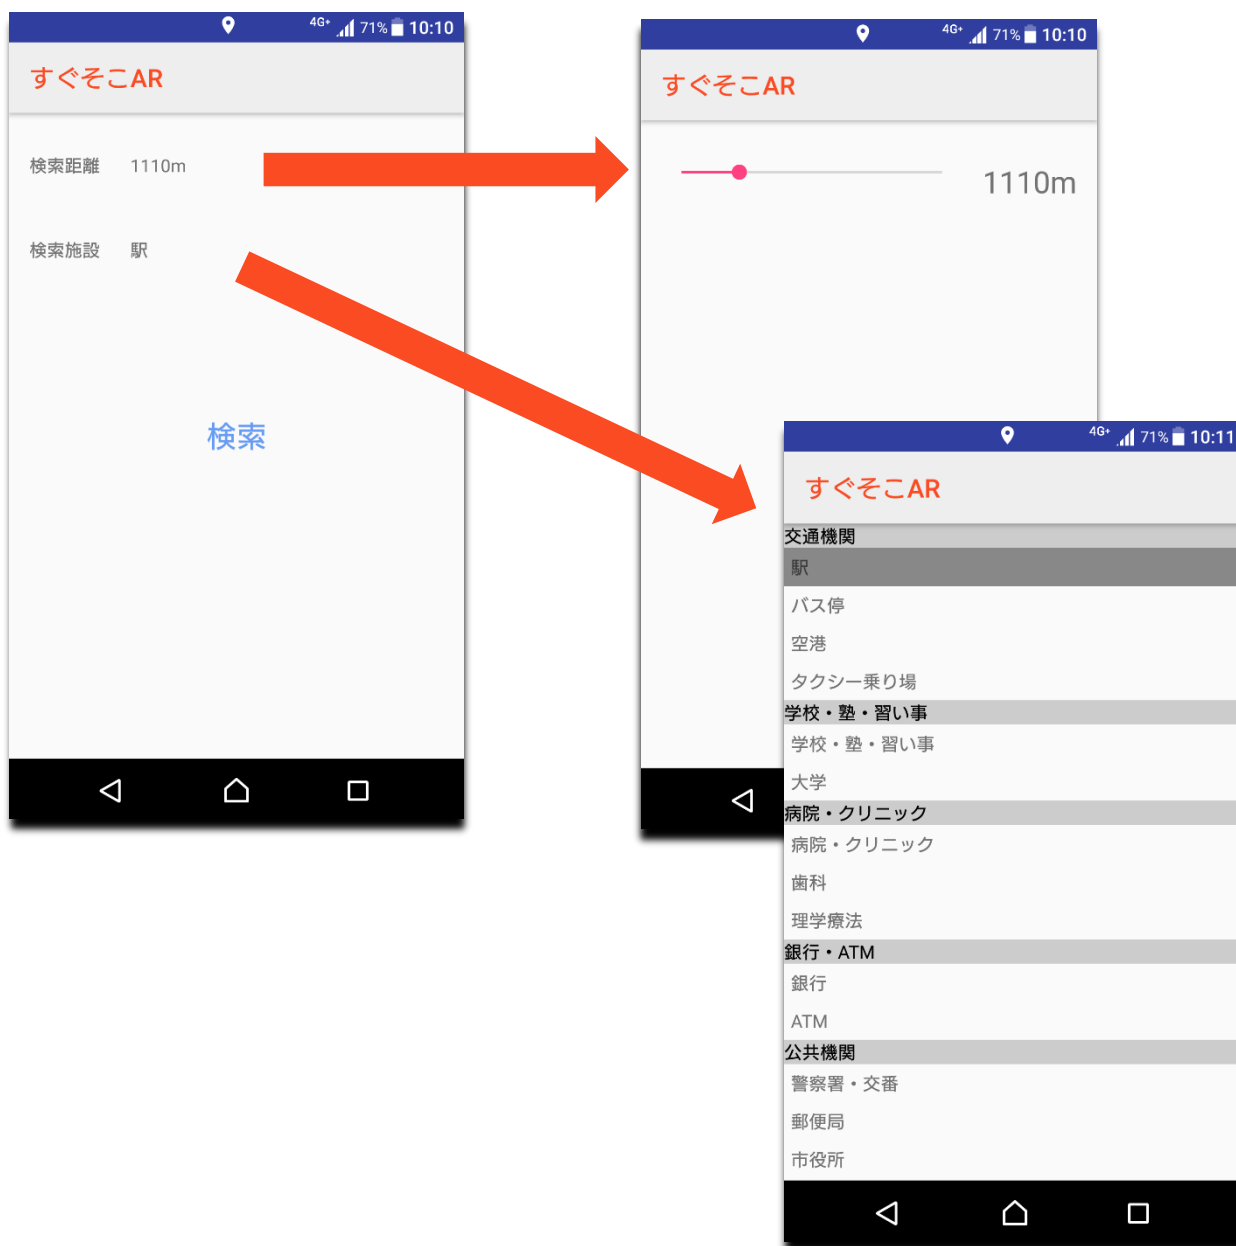 4G+ 71% 10:10
すぐそこAR
検索距離 1110m
検索施設 駅
検索
4G+ 71% 10:10
すぐそこAR
1110m
4G+ 71% 10:11
すぐそこAR
交通機関
駅
バス停
空港
タクシー乗り場
学校・塾・習い事
学校・塾・習い事
大学
病院・クリニック
病院・クリニック
歯科
理学療法
銀行・ATM
銀行
ATM
公共機関
警察署・交番
郵便局
市役所